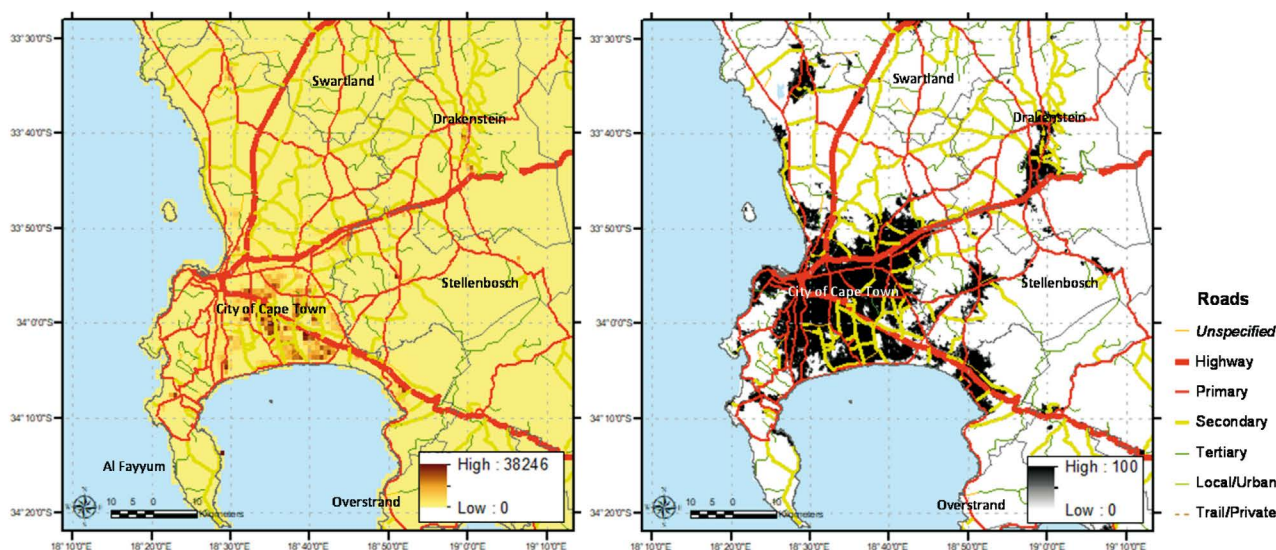 33°30'0"S
Swartland
33°40'0"S
Drakenstein
33°50'0"S
Stellenbosch
City of Cape Town
34°0'0"S
34°10'0"S
Al Fayyum
High : 38246
Low : 0
10 5 0 10
Kilometers
Overstrand
34°20'0"S
18°10'0"E 18°20'0"E 18°30'0"E 18°40'0"E 18°50'0"E 19°0'0"E 19°10'0"E
33°30'0"S
Swartland
33°40'0"S
Drakenstein
33°50'0"S
Stellenbosch
City of Cape Town
34°0'0"S
34°10'0"S
High : 100
Low : 0
10 5 0 10
Kilometers
Overstrand
34°20'0"S
18°10'0"E 18°20'0"E 18°30'0"E 18°40'0"E 18°50'0"E 19°0'0"E 19°10'0"E
Roads
Unspecified
Highway
Primary
Secondary
Tertiary
Local/Urban
Trail/Private